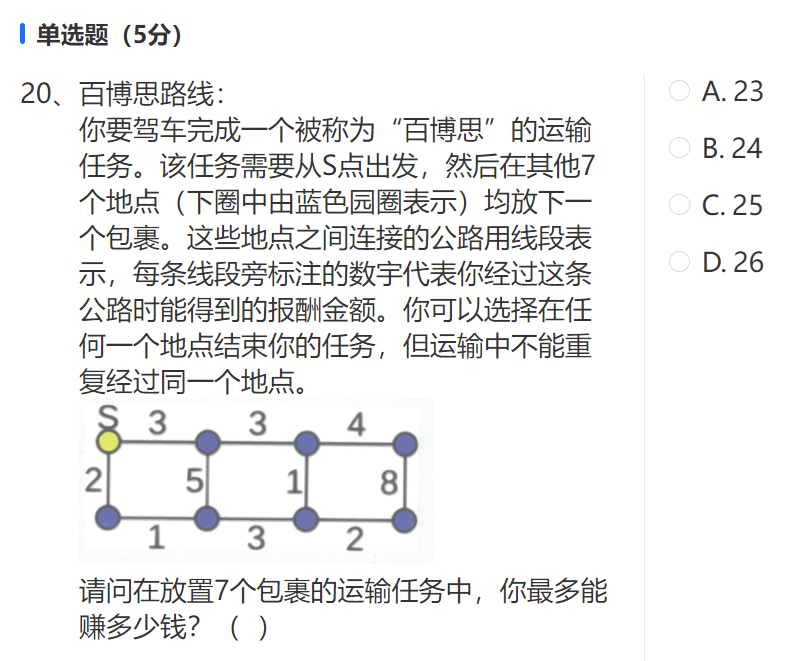 单选题（5分）
20、百博思路线：
你要驾车完成一个被称为“百博思”的运输
任务。该任务需要从S点出发，然后在其他7
个地点（下圈中由蓝色园圈表示）均放下一
个包裹。这些地点之间连接的公路用线段表
示，每条线段旁标注的数宇代表你经过这条
公路时能得到的报酬金额。你可以选择在任
何一个地点结束你的任务，但运输中不能重
复经过同一个地点。
S 3 3 4
2 5 1 8
1 3 2
请问在放置7个包裹的运输任务中，你最多能
赚多少钱？（ ）
A. 23
B. 24
C. 25
D. 26